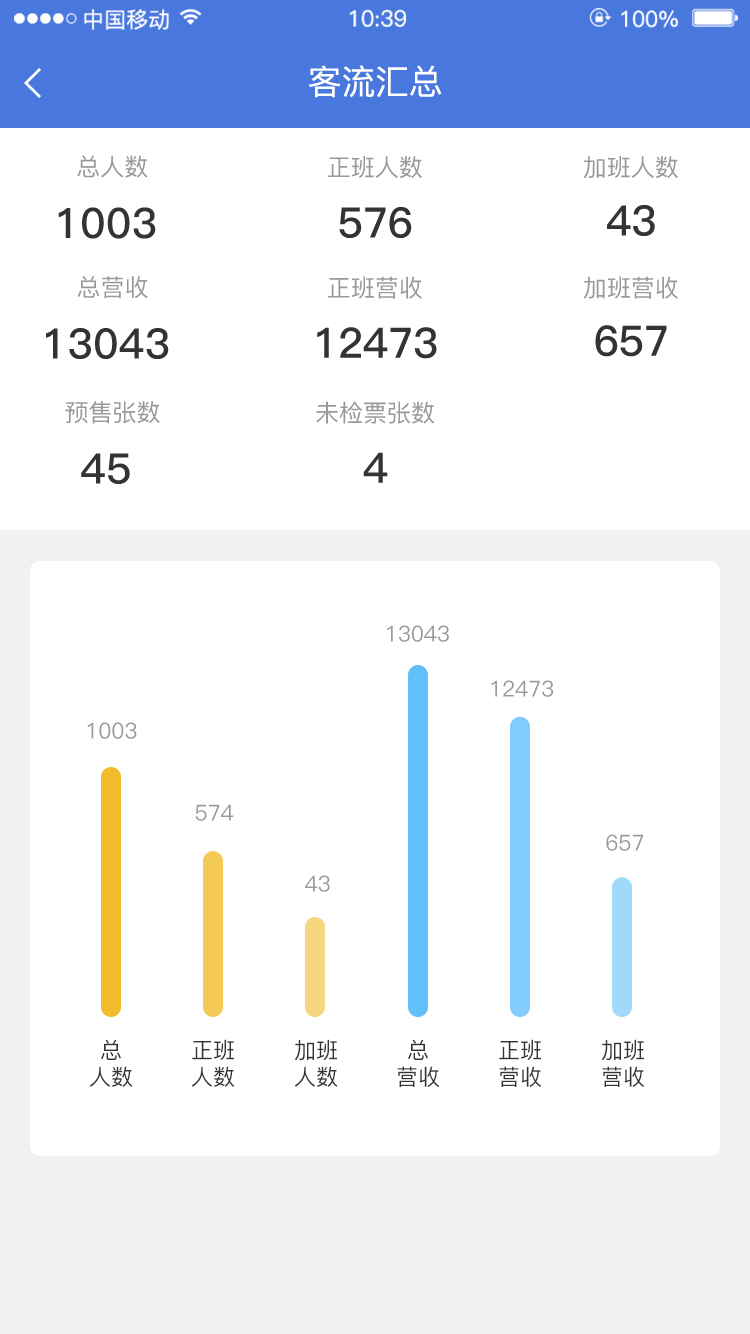 中国移动 10:39 100%
客流汇总
总人数 正班人数 加班人数
1003 576 43
总营收 正班营收 加班营收
13043 12473 657
预售张数 未检票张数
45 4
13043
12473
1003
574
657
43
总 正班 加班 总 正班 加班
人数 人数 人数 营收 营收 营收